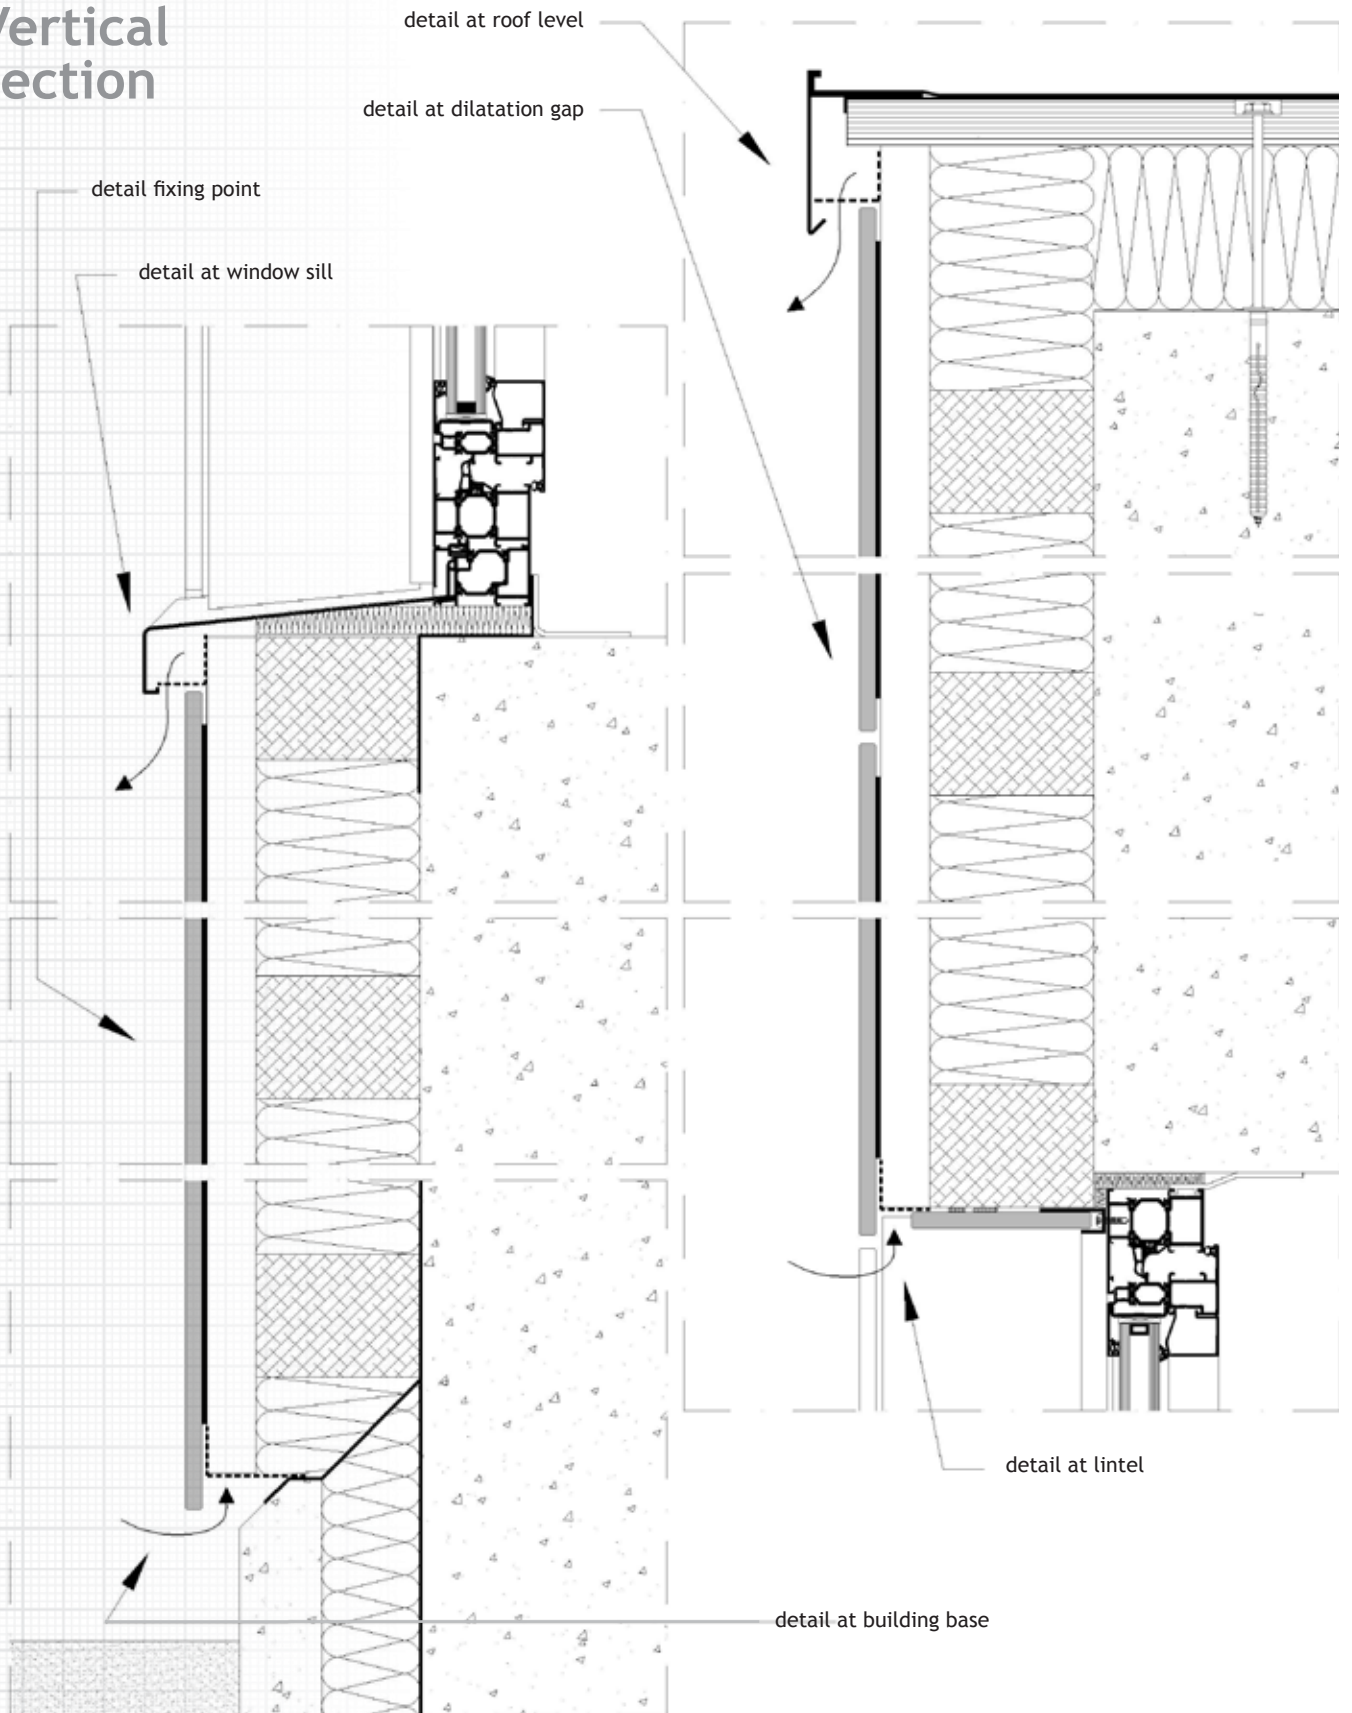 Vertical
ection
detail at roof level
detail at dilatation gap
detail fixing point
detail at window sill
detail at lintel
detail at building base